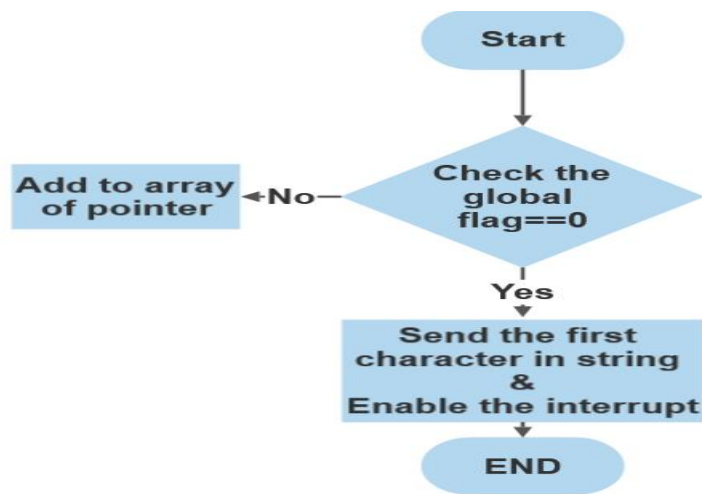 Start
Check the
global
flag==0
No
Add to array
of pointer
Yes
Send the first
character in string
&
Enable the interrupt
END